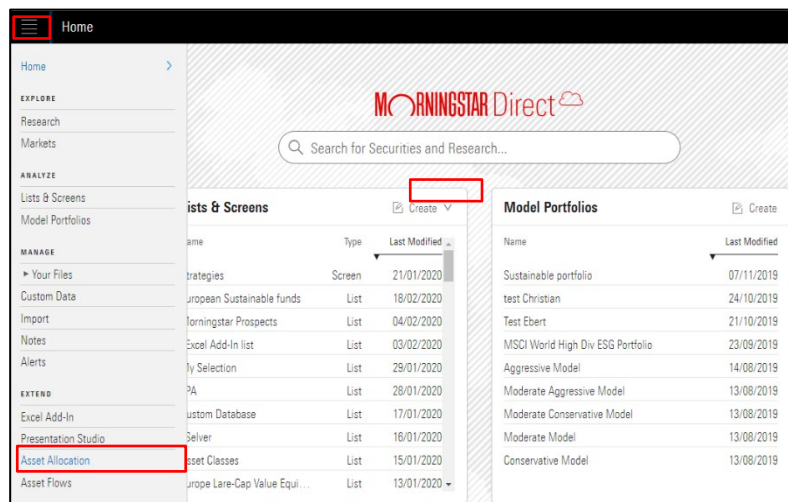 Home
Home
EXPLORE
Research
Markets
ANALYZE
Lists & Screens
Model Portfolios
MANAGE
Your Files
Custom Data
Import
Notes
Alerts
EXTEND
Excel Add-In
Presentation Studio
Asset Allocation
Asset Flows
MORNINGSTAR Direct
Search for Securities and Research...
ists & Screens Create
ame Type Last Modified
trategies Screen 21/01/2020
uropean Sustainable funds List 18/02/2020
orningstar Prospects List 04/02/2020
Excel Add-In list List 03/02/2020
ly Selection List 29/01/2020
PA List 28/01/2020
ustom Database List 17/01/2020
Selver List 16/01/2020
sset Classes List 15/01/2020
urope Lare-Cap Value Equi... List 13/01/2020
Model Portfolios Create
Name Last Modified
Sustainable portfolio 07/11/2019
test Christian 24/10/2019
Test Ebert 21/10/2019
MSCI World High Div ESG Portfolio 23/09/2019
Aggressive Model 14/08/2019
Moderate Aggressive Model 13/08/2019
Moderate Conservative Model 13/08/2019
Moderate Model 13/08/2019
Conservative Model 13/08/2019